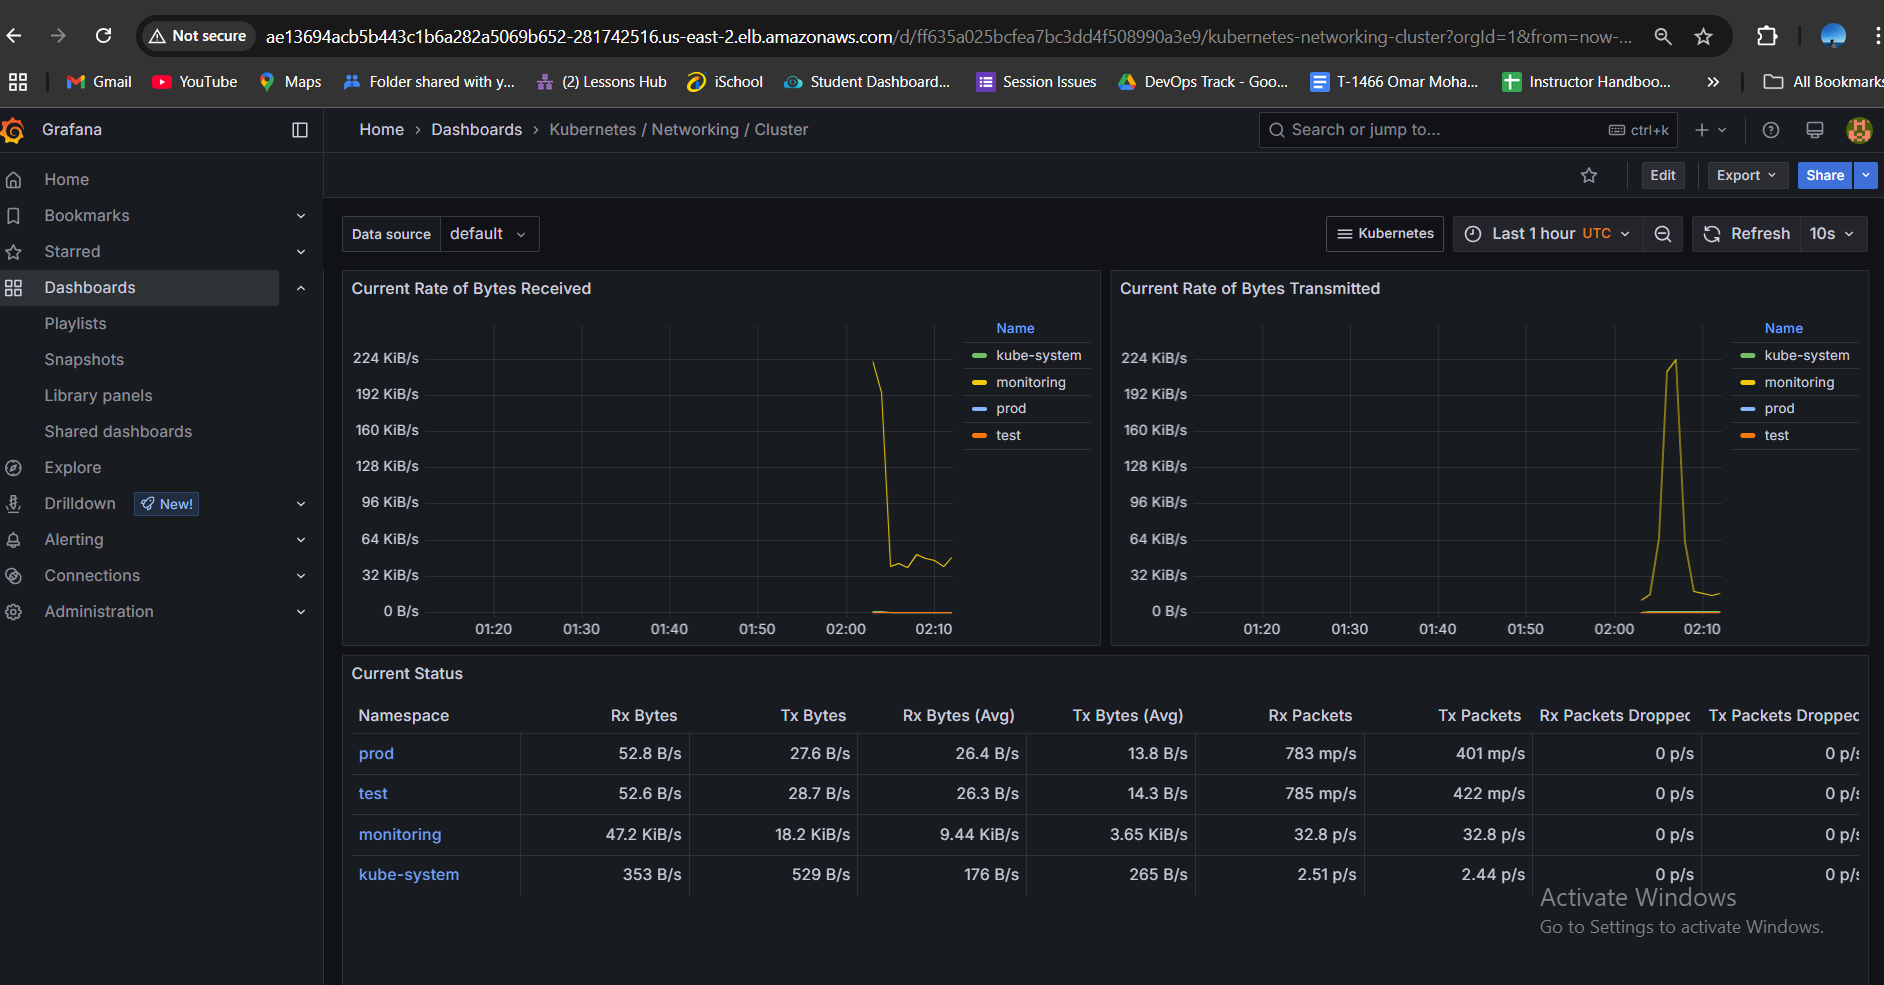 Not secure
ae13694acb5b443c1b6a282a5069b652-281742516.us-east-2.elb.amazonaws.com/d/ff635a025bcfea7bc3dd4f508990a3e9/kubernetes-networking-cluster?orgId=1&from=now-...
Gmail YouTube Maps Folder shared with y... (2) Lessons Hub iSchool Student Dashboard... Session Issues DevOps Track - Goo... T-1466 Omar Moha... Instructor Handboo... » All Bookmarks
Grafana
Home › Dashboards › Kubernetes / Networking / Cluster
Search or jump to... ctrl+k
Edit Export Share
Home
Bookmarks
Starred
Dashboards
Playlists
Snapshots
Library panels
Shared dashboards
Explore
Drilldown New!
Alerting
Connections
Administration
Data source default
Kubernetes Last 1 hour UTC Refresh 10s
Current Rate of Bytes Received
224 KiB/s
192 KiB/s
160 KiB/s
128 KiB/s
96 KiB/s
64 KiB/s
32 KiB/s
0 B/s
01:20 01:30 01:40 01:50 02:00 02:10
Name
kube-system
monitoring
prod
test
Current Rate of Bytes Transmitted
224 KiB/s
192 KiB/s
160 KiB/s
128 KiB/s
96 KiB/s
64 KiB/s
32 KiB/s
0 B/s
01:20 01:30 01:40 01:50 02:00 02:10
Name
kube-system
monitoring
prod
test
Current Status
Namespace Rx Bytes Tx Bytes Rx Bytes (Avg) Tx Bytes (Avg) Rx Packets Tx Packets Rx Packets Dropped Tx Packets Dropped
prod 52.8 B/s 27.6 B/s 26.4 B/s 13.8 B/s 783 mp/s 401 mp/s 0 p/s 0 p/s
test 52.6 B/s 28.7 B/s 26.3 B/s 14.3 B/s 785 mp/s 422 mp/s 0 p/s 0 p/s
monitoring 47.2 KiB/s 18.2 KiB/s 9.44 KiB/s 3.65 KiB/s 32.8 p/s 32.8 p/s 0 p/s 0 p/s
kube-system 353 B/s 529 B/s 176 B/s 265 B/s 2.51 p/s 2.44 p/s 0 p/s 0 p/s
Activate Windows
Go to Settings to activate Windows.